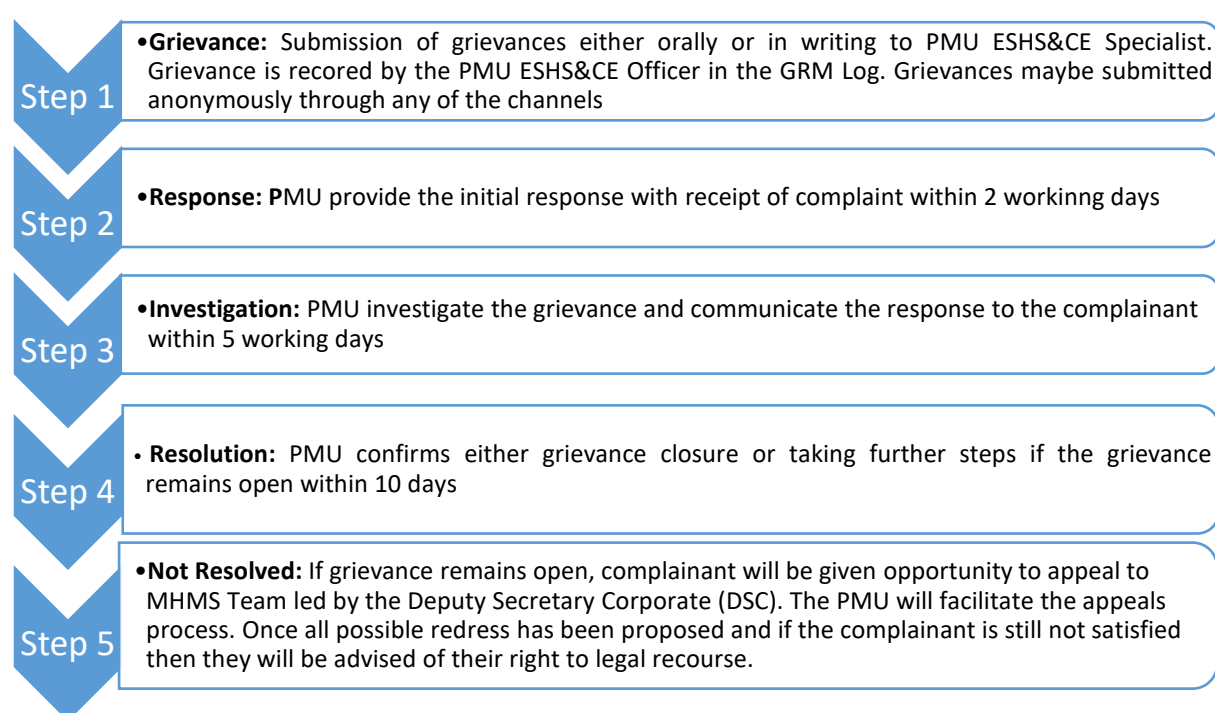 Step 1
•Grievance: Submission of grievances either orally or in writing to PMU ESHS&CE Specialist.
Grievance is recored by the PMU ESHS&CE Officer in the GRM Log. Grievances maybe submitted
anonymously through any of the channels
Step 2
•Response: PMU provide the initial response with receipt of complaint within 2 workinng days
Step 3
•Investigation: PMU investigate the grievance and communicate the response to the complainant
within 5 working days
Step 4
• Resolution: PMU confirms either grievance closure or taking further steps if the grievance
remains open within 10 days
Step 5
•Not Resolved: If grievance remains open, complainant will be given opportunity to appeal to
MHMS Team led by the Deputy Secretary Corporate (DSC). The PMU will facilitate the appeals
process. Once all possible redress has been proposed and if the complainant is still not satisfied
then they will be advised of their right to legal recourse.